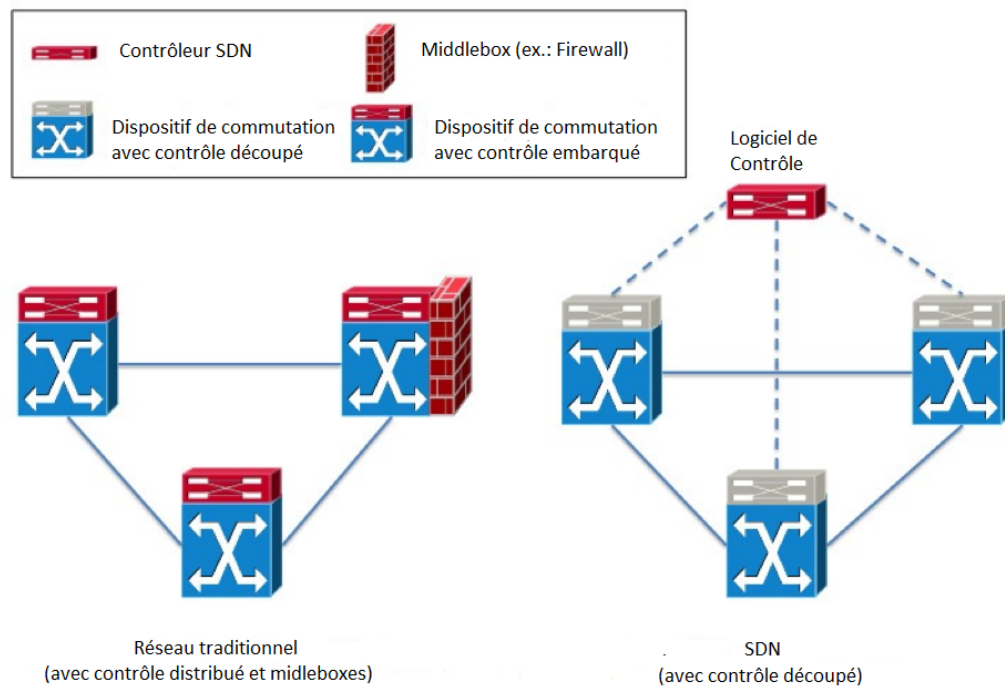 Contrôleur SDN
Middlebox (ex.: Firewall)
Dispositif de commutation
avec contrôle découpé
Dispositif de commutation
avec contrôle embarqué
Logiciel de
Contrôle
Réseau traditionnel
(avec contrôle distribué et midleboxes)
SDN
(avec contrôle découpé)